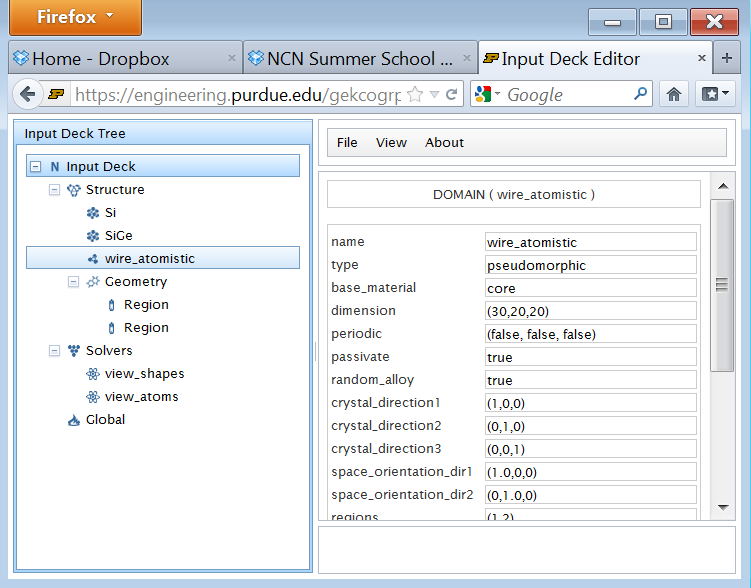 Firefox
Home - Dropbox
NCN Summer School ...
Input Deck Editor
https://engineering.purdue.edu/gekcogrp
Google
Input Deck Tree
N Input Deck
Structure
Si
SiGe
wire_atomistic
Geometry
Region
Region
Solvers
view_shapes
view_atoms
Global
File View About
DOMAIN ( wire_atomistic )
name wire_atomistic
type pseudomorphic
base_material core
dimension (30,20,20)
periodic (false, false, false)
passivate true
random_alloy true
crystal_direction1 (1,0,0)
crystal_direction2 (0,1,0)
crystal_direction3 (0,0,1)
space_orientation_dir1 (1.0,0,0)
space_orientation_dir2 (0,1.0,0)
regions (1,2)